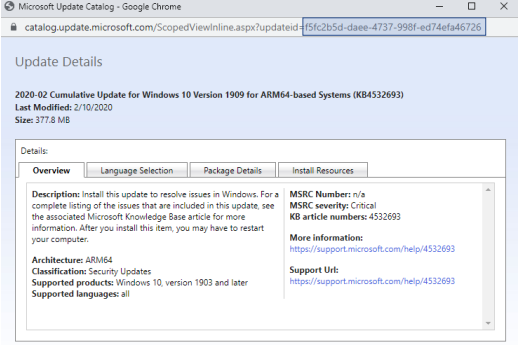 Microsoft Update Catalog - Google Chrome
catalog.update.microsoft.com/ScopedViewInline.aspx?updateid=f5fc2b5d-daee-4737-998f-ed74efa46726
Update Details
2020-02 Cumulative Update for Windows 10 Version 1909 for ARM64-based Systems (KB4532693)
Last Modified: 2/10/2020
Size: 377.8 MB
Details:
Overview Language Selection Package Details Install Resources
Description: Install this update to resolve issues in Windows. For a
complete listing of the issues that are included in this update, see
the associated Microsoft Knowledge Base article for more
information. After you install this item, you may have to restart
your computer.
Architecture: ARM64
Classification: Security Updates
Supported products: Windows 10, version 1903 and later
Supported languages: all
MSRC Number: n/a
MSRC severity: Critical
KB article numbers: 4532693
More information:
https://support.microsoft.com/help/4532693
Support Url:
https://support.microsoft.com/help/4532693